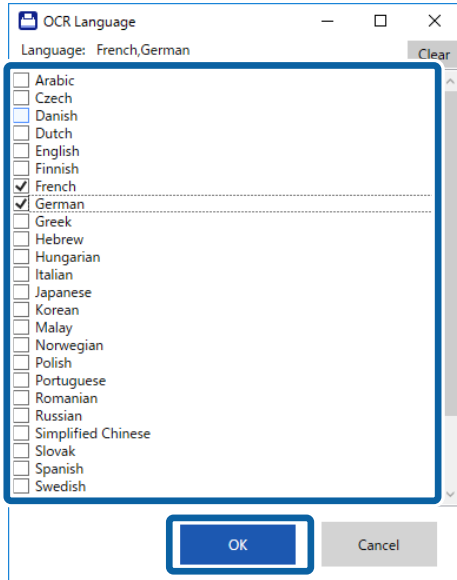 OCR Language
Language: French,German
Clear
Arabic
Czech
Danish
Dutch
English
Finnish
French
German
Greek
Hebrew
Hungarian
Italian
Japanese
Korean
Malay
Norwegian
Polish
Portuguese
Romanian
Russian
Simplified Chinese
Slovak
Spanish
Swedish
OK Cancel